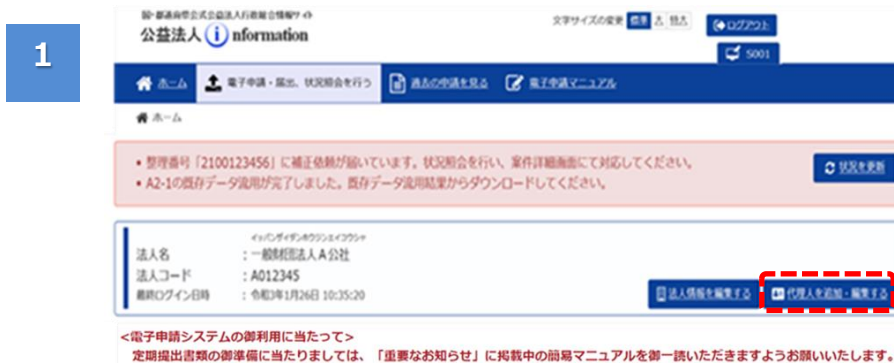 国・都道府県公式公益法人行政総合情報サイト
公益法人 information
文字サイズの変更 標準 大 特大
ログアウト
1
S001
ホーム 電子申請・届出、状況照会を行う 過去の申請を見る 電子申請マニュアル
ホーム
• 整理番号「2100123456」に補正依頼が届いています。状況照会を行い、案件詳細画面にて対応してください。
状況を更新
• A2-1の既存データ流用が完了しました。既存データ流用結果からダウンロードしてください。
イッパンザイダンホウジンエイコウシャ
法人名 : 一般財団法人A公社
法人コード : A012345
最終ログイン日時 : 令和3年1月26日 10:35:20
法人情報を編集する 代理人を追加・編集する
<電子申請システムの御利用に当たって>
定期提出書類の御準備に当たりましては、「重要なお知らせ」に掲載中の簡易マニュアルを御一読いただきますようお願いいたします。